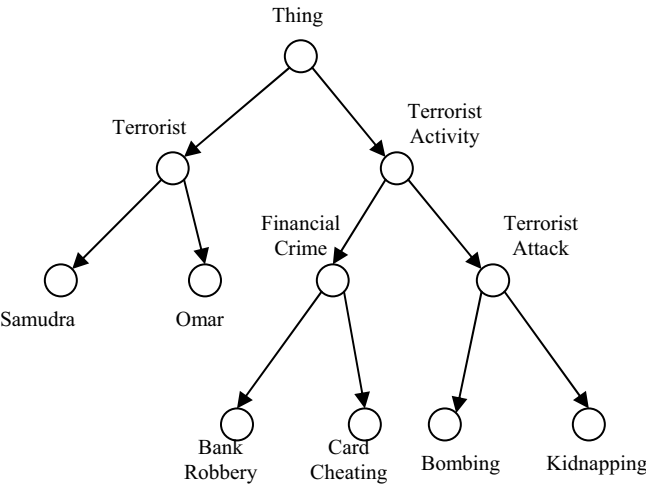 Thing
Terrorist
Terrorist
Activity
Financial
Crime
Terrorist
Attack
Samudra
Omar
Bank
Robbery
Card
Cheating
Bombing
Kidnapping